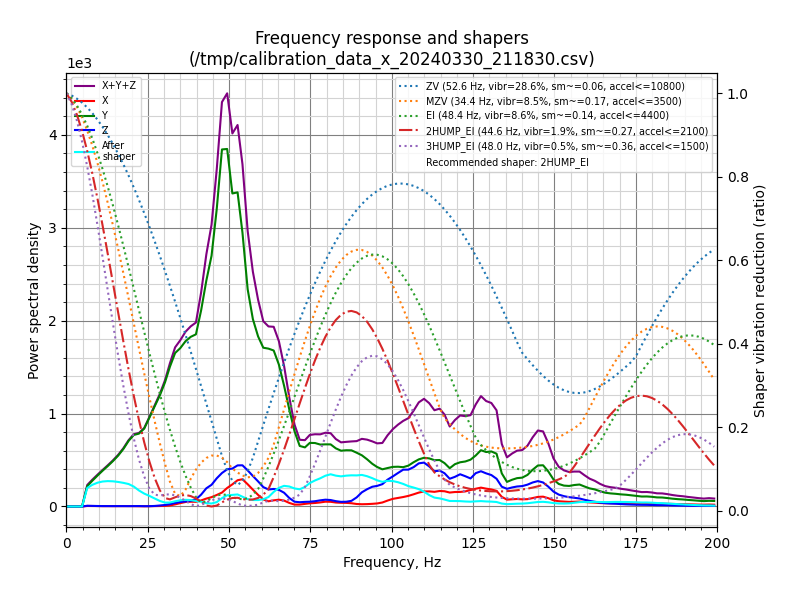 Frequency response and shapers
(/tmp/calibration_data_x_20240330_211830.csv)
1e3
X+Y+Z
X
Y
Z
After
shaper
ZV (52.6 Hz, vibr=28.6%, sm~=0.06, accel<=10800)
MZV (34.4 Hz, vibr=8.5%, sm~=0.17, accel<=3500)
EI (48.4 Hz, vibr=8.6%, sm~=0.14, accel<=4400)
2HUMP_EI (44.6 Hz, vibr=1.9%, sm~=0.27, accel<=2100)
3HUMP_EI (48.0 Hz, vibr=0.5%, sm~=0.36, accel<=1500)
Recommended shaper: 2HUMP_EI
Power spectral density
4
3
2
1
0
1.0
0.8
0.6
0.4
0.2
0.0
Shaper vibration reduction (ratio)
0 25 50 75 100 125 150 175 200
Frequency, Hz